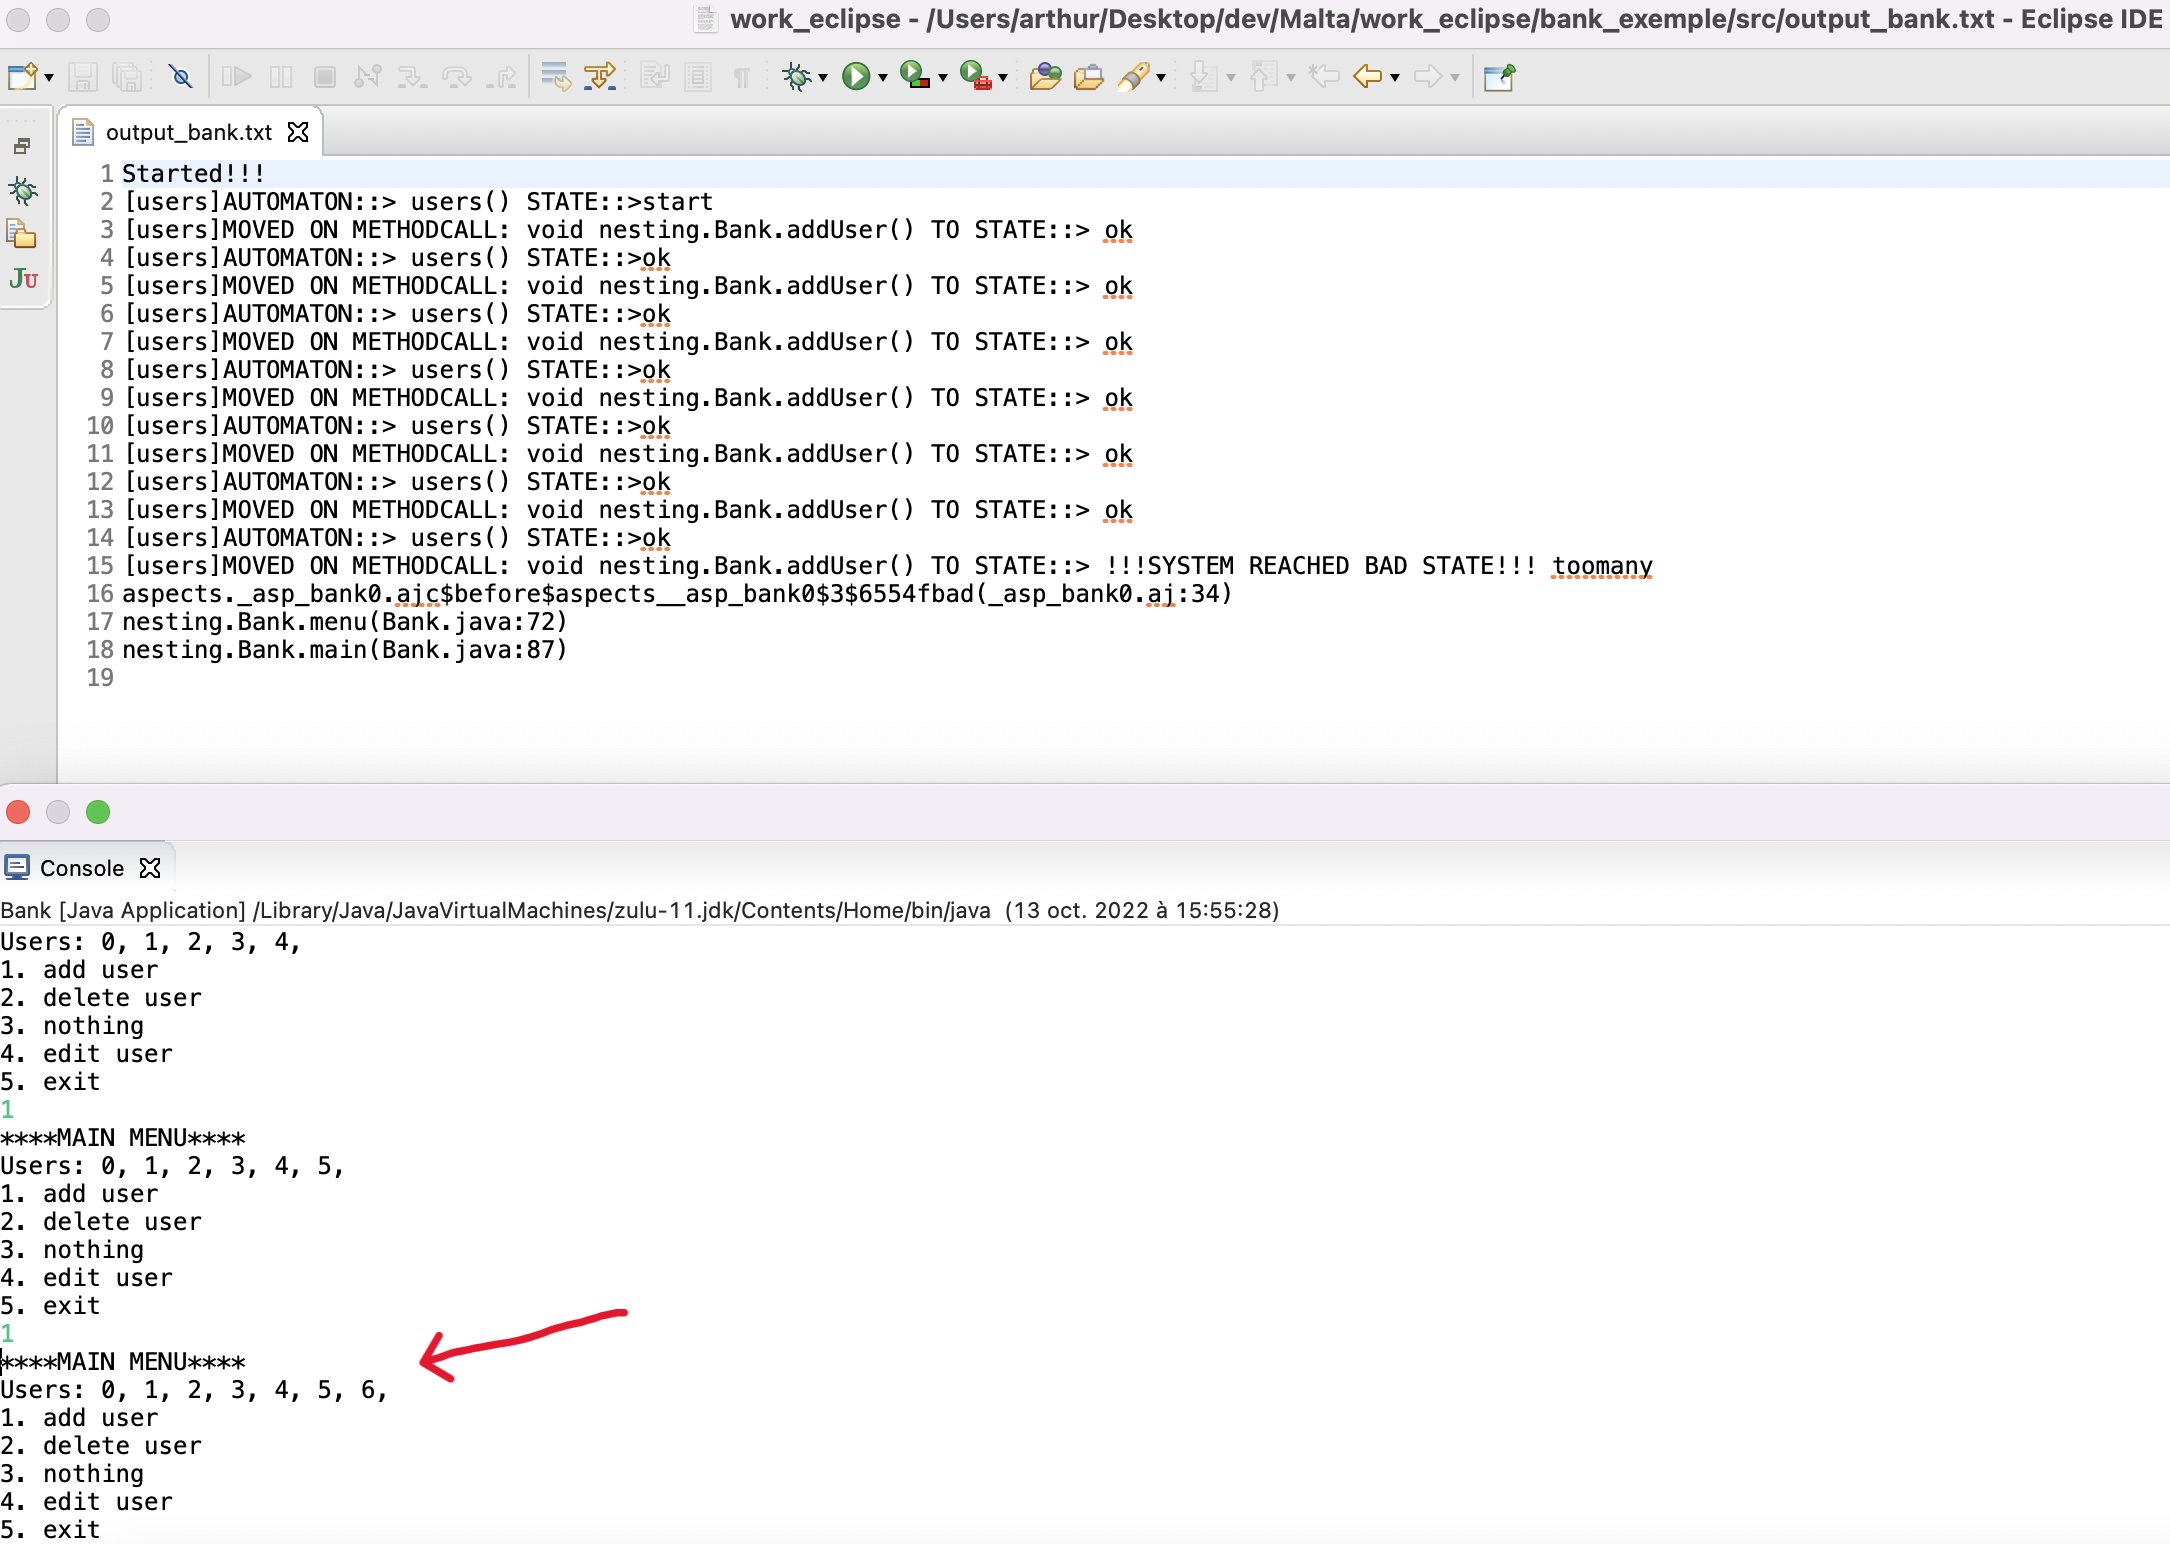 work_eclipse - /Users/arthur/Desktop/dev/Malta/work_eclipse/bank_exemple/src/output_bank.txt - Eclipse IDE
output_bank.txt
JU
1 Started!!!
2 [users]AUTOMATON::> users() STATE::>start
3 [users]MOVED ON METHODCALL: void nesting.Bank.addUser() TO STATE::> ok
4 [users]AUTOMATON::> users() STATE::>ok
5 [users]MOVED ON METHODCALL: void nesting.Bank.addUser() TO STATE::> ok
6 [users]AUTOMATON::> users() STATE::>ok
7 [users]MOVED ON METHODCALL: void nesting.Bank.addUser() TO STATE::> ok
8 [users]AUTOMATON::> users() STATE::>ok
9 [users]MOVED ON METHODCALL: void nesting.Bank.addUser() TO STATE::> ok
10 [users]AUTOMATON::> users() STATE::>ok
11 [users]MOVED ON METHODCALL: void nesting.Bank.addUser() TO STATE::> ok
12 [users]AUTOMATON::> users() STATE::>ok
13 [users]MOVED ON METHODCALL: void nesting.Bank.addUser() TO STATE::> ok
14 [users]AUTOMATON::> users() STATE::>ok
15 [users]MOVED ON METHODCALL: void nesting.Bank.addUser() TO STATE::> !!!SYSTEM REACHED BAD STATE!!! toomany
16 aspects._asp_bank0.ajc$before$aspects__asp_bank0$3$6554fbad(_asp_bank0.aj:34)
17 nesting.Bank.menu(Bank.java:72)
18 nesting.Bank.main(Bank.java:87)
19
Console
Bank [Java Application] /Library/Java/JavaVirtualMachines/zulu-11.jdk/Contents/Home/bin/java (13 oct. 2022 à 15:55:28)
Users: 0, 1, 2, 3, 4,
1. add user
2. delete user
3. nothing
4. edit user
5. exit
1
****MAIN MENU****
Users: 0, 1, 2, 3, 4, 5,
1. add user
2. delete user
3. nothing
4. edit user
5. exit
1
****MAIN MENU****
Users: 0, 1, 2, 3, 4, 5, 6,
1. add user
2. delete user
3. nothing
4. edit user
5. exit